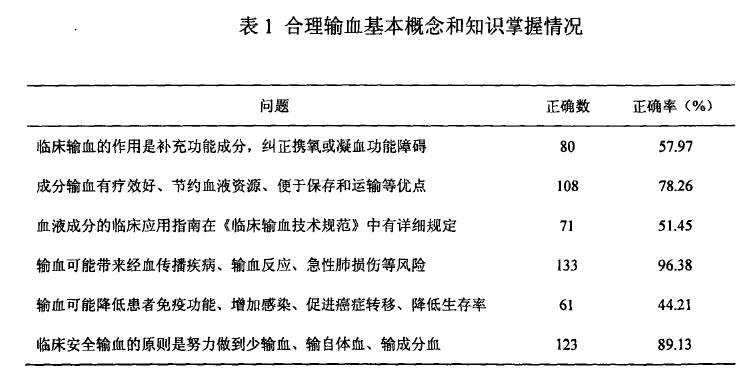 表 1 合理输血基本概念和知识掌握情况
问题 正确数 正确率（%）
临床输血的作用是补充功能成分，纠正携氧或凝血功能障碍 80 57.97
成分输血有疗效好、节约血液资源、便于保存和运输等优点 108 78.26
血液成分的临床应用指南在《临床输血技术规范》中有详细规定 71 51.45
输血可能带来经血传播疾病、输血反应、急性肺损伤等风险 133 96.38
输血可能降低患者免疫功能、增加感染、促进癌症转移、降低生存率 61 44.21
临床安全输血的原则是努力做到少输血、输自体血、输成分血 123 89.13